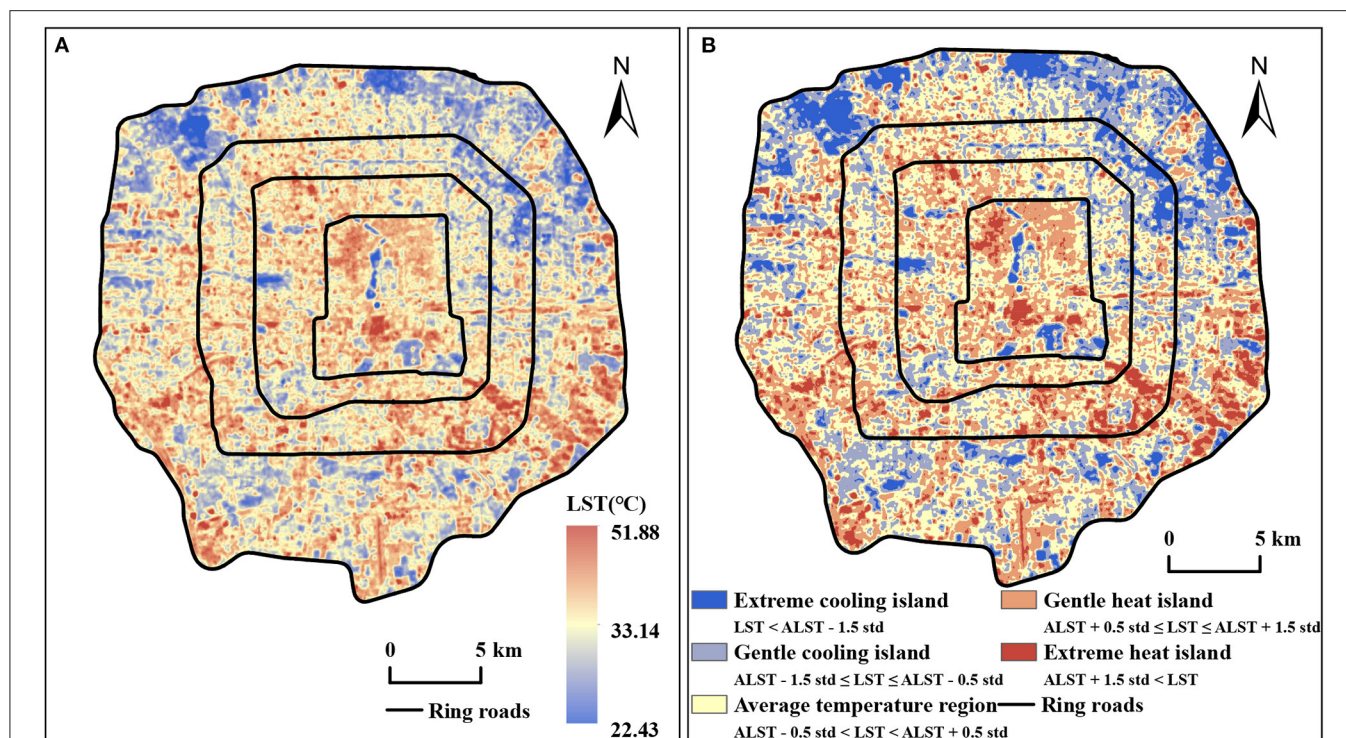 A
N
LST(°C)
51.88
33.14
22.43
0 5 km
Ring roads
B
N
0 5 km
Extreme cooling island
LST < ALST - 1.5 std
Gentle cooling island
ALST - 1.5 std ≤ LST ≤ ALST - 0.5 std
Average temperature region
ALST - 0.5 std < LST < ALST + 0.5 std
Gentle heat island
ALST + 0.5 std ≤ LST ≤ ALST + 1.5 std
Extreme heat island
ALST + 1.5 std < LST
Ring roads